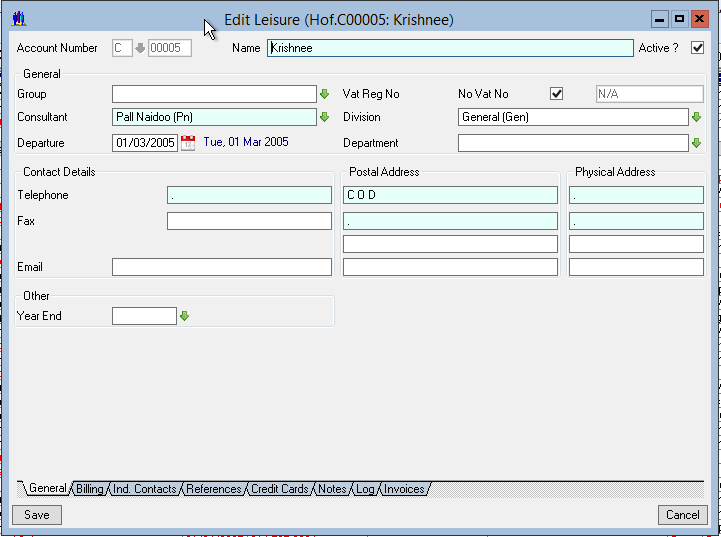 Edit Leisure (Hof.C00005: Krishnee)
Account Number C 00005 Name Krishnee Active ?
General
Group Vat Reg No No Vat No N/A
Consultant Pall Naidoo (Pn) Division General (Gen)
Departure 01/03/2005 12 Tue, 01 Mar 2005 Department
Contact Details Postal Address Physical Address
Telephone . C O D .
Fax . .
Email
Other
Year End
General Billing Ind. Contacts References Credit Cards Notes Log Invoices
Save Cancel